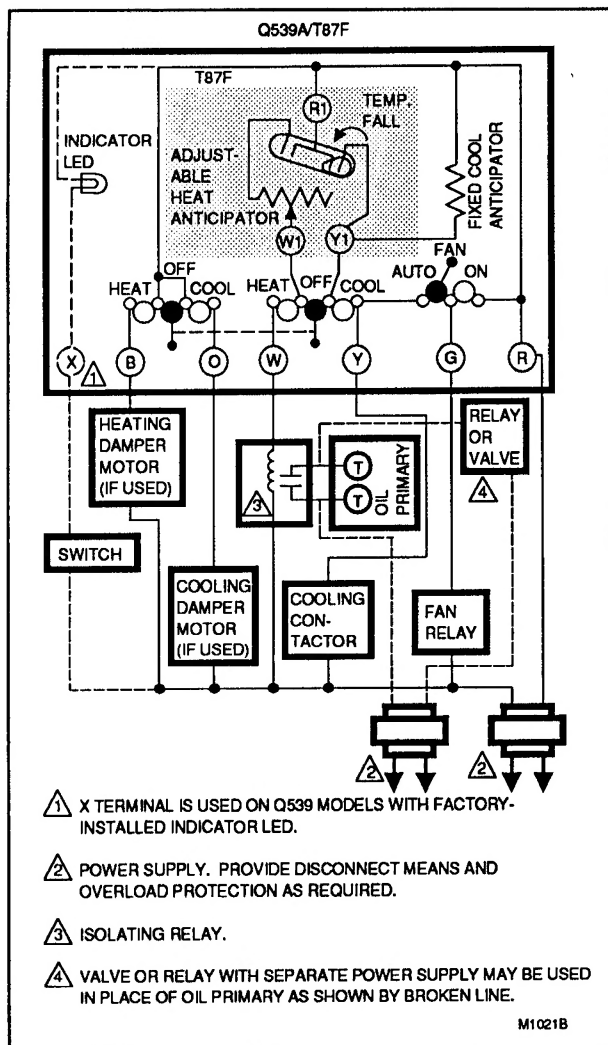 Q539A/T87F
T87F
R1
TEMP.
FALL
INDICATOR
LED
ADJUST-
ABLE
HEAT
ANTICIPATOR
FIXED COOL
ANTICIPATOR
W1
Y1
FAN
AUTO
ON
OFF
HEAT
COOL
HEAT
OFF
COOL
X
1
B
O
W
Y
G
R
HEATING
DAMPER
MOTOR
(IF USED)
3
T
T
OIL
PRIMARY
RELAY
OR
VALVE
4
SWITCH
COOLING
DAMPER
MOTOR
(IF USED)
COOLING
CON-
TACTOR
FAN
RELAY
2
2
1 X TERMINAL IS USED ON Q539 MODELS WITH FACTORY-
INSTALLED INDICATOR LED.
2 POWER SUPPLY. PROVIDE DISCONNECT MEANS AND
OVERLOAD PROTECTION AS REQUIRED.
3 ISOLATING RELAY.
4 VALVE OR RELAY WITH SEPARATE POWER SUPPLY MAY BE USED
IN PLACE OF OIL PRIMARY AS SHOWN BY BROKEN LINE.
M1021B